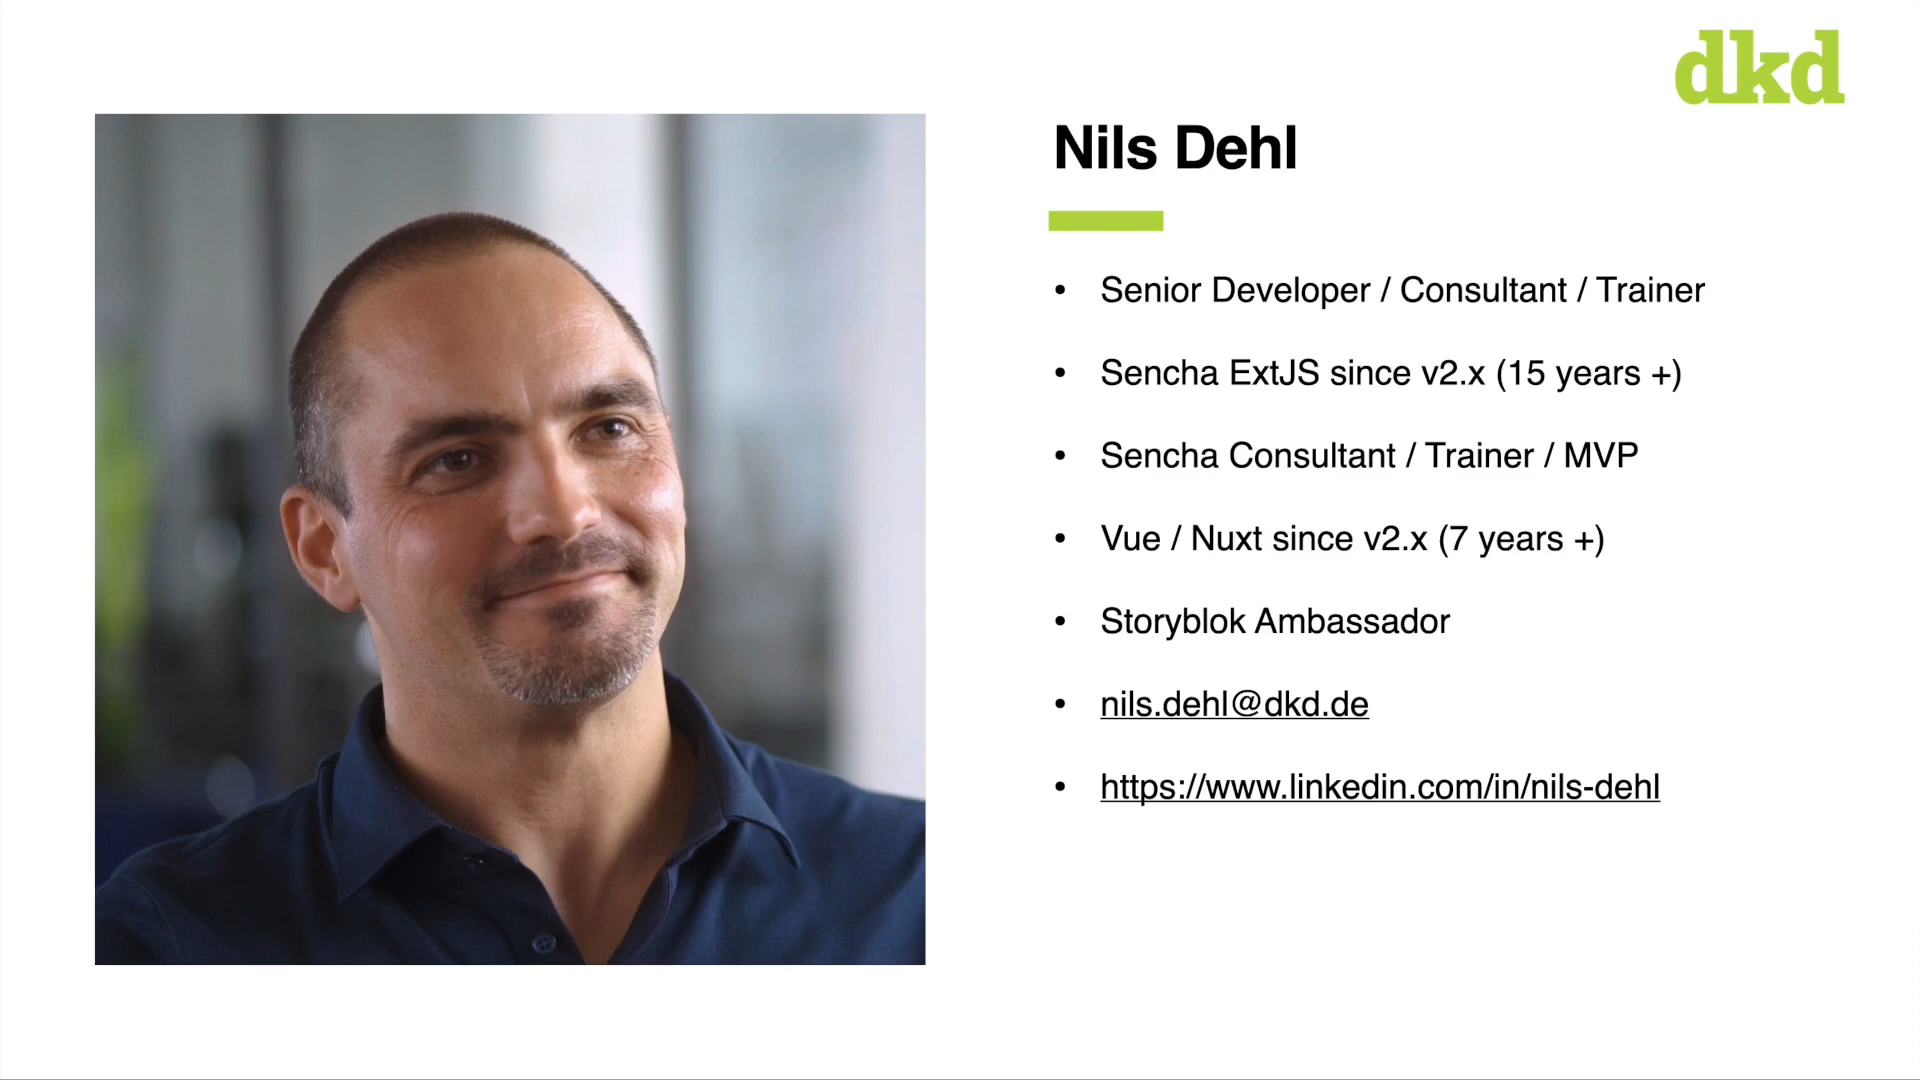 dkd
Nils Dehl
• Senior Developer / Consultant / Trainer
• Sencha ExtJS since v2.x (15 years +)
• Sencha Consultant / Trainer / MVP
• Vue / Nuxt since v2.x (7 years +)
• Storyblok Ambassador
• nils.dehl@dkd.de
• https://www.linkedin.com/in/nils-dehl